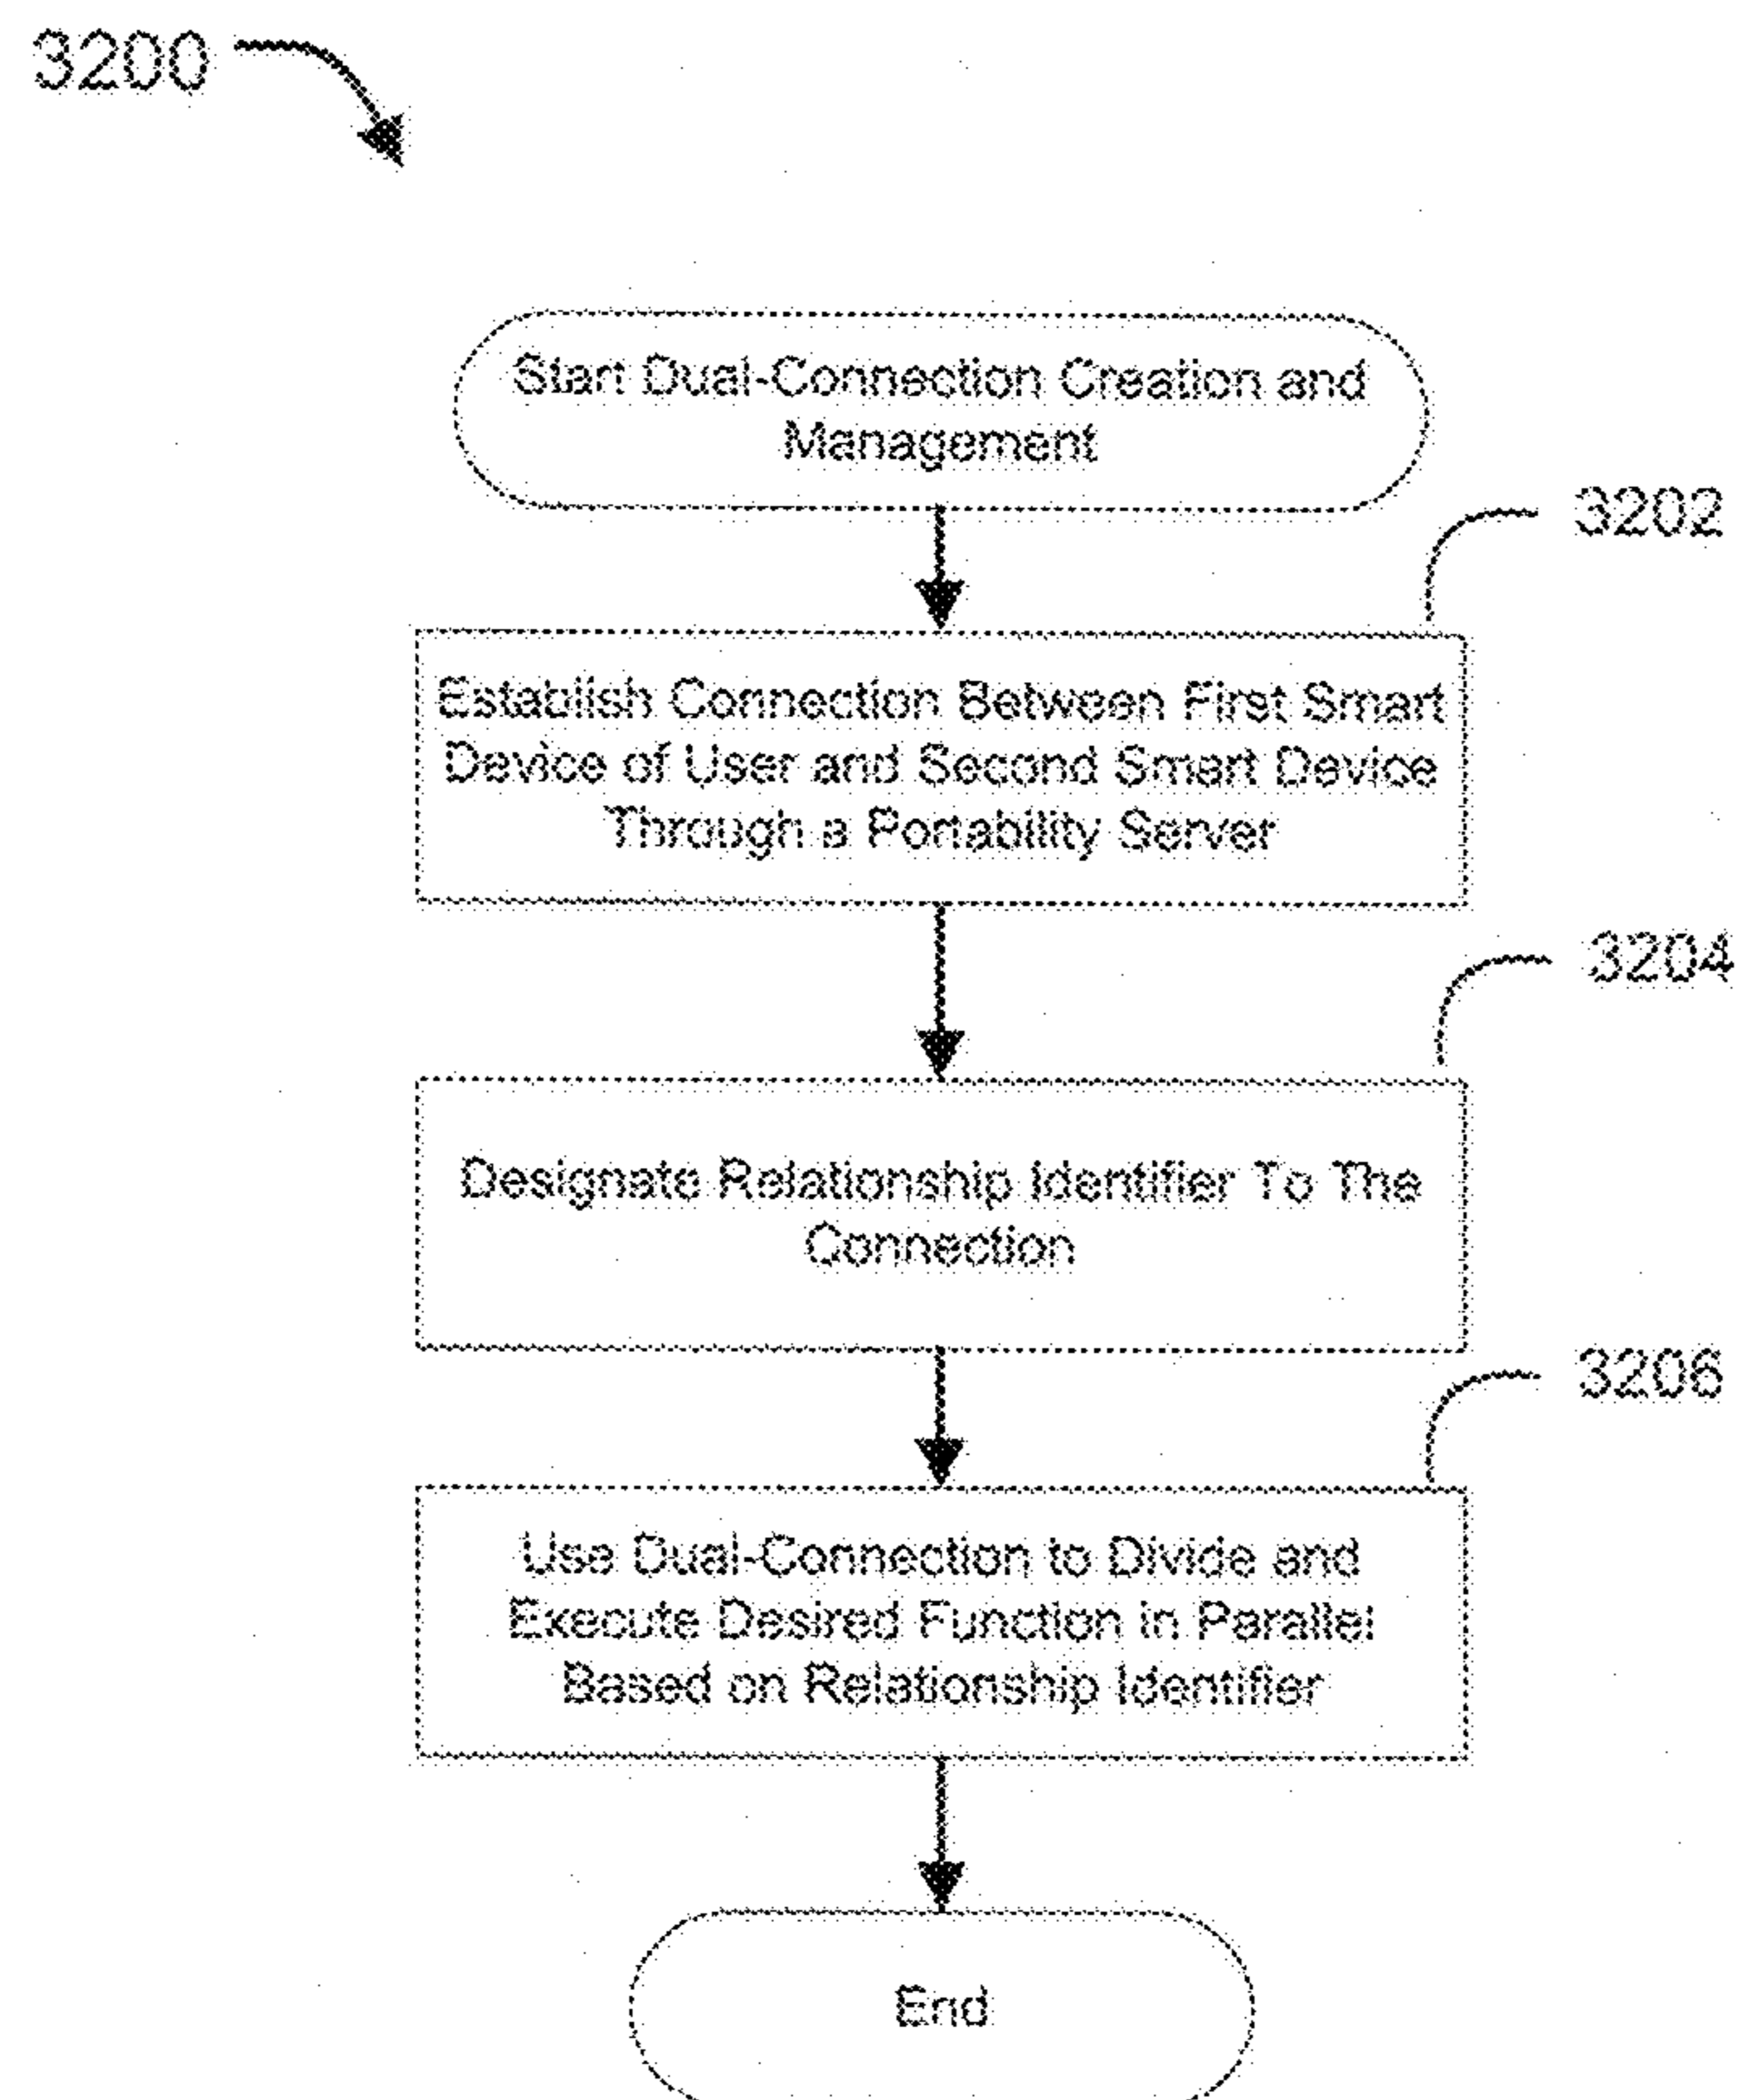 3200
Start Dual-Connection Creation and
Management
3202
Establish Connection Between First Smart
Device of User and Second Smart Device
Through a Portability Server
3204
Designate Relationship Identifier To The
Connection
3206
Use Dual-Connection to Divide and
Execute Desired Function in Parallel
Based on Relationship Identifier
End